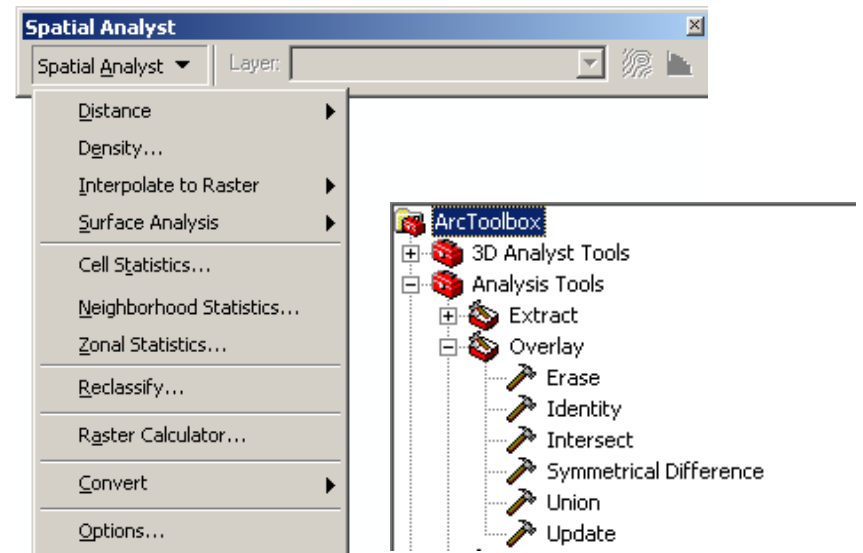 Spatial Analyst
Spatial Analyst
Layer:
Distance
Density...
Interpolate to Raster
Surface Analysis
Cell Statistics...
Neighborhood Statistics...
Zonal Statistics...
Reclassify...
Raster Calculator...
Convert
Options...
ArcToolbox
3D Analyst Tools
Analysis Tools
Extract
Overlay
Erase
Identity
Intersect
Symmetrical Difference
Union
Update